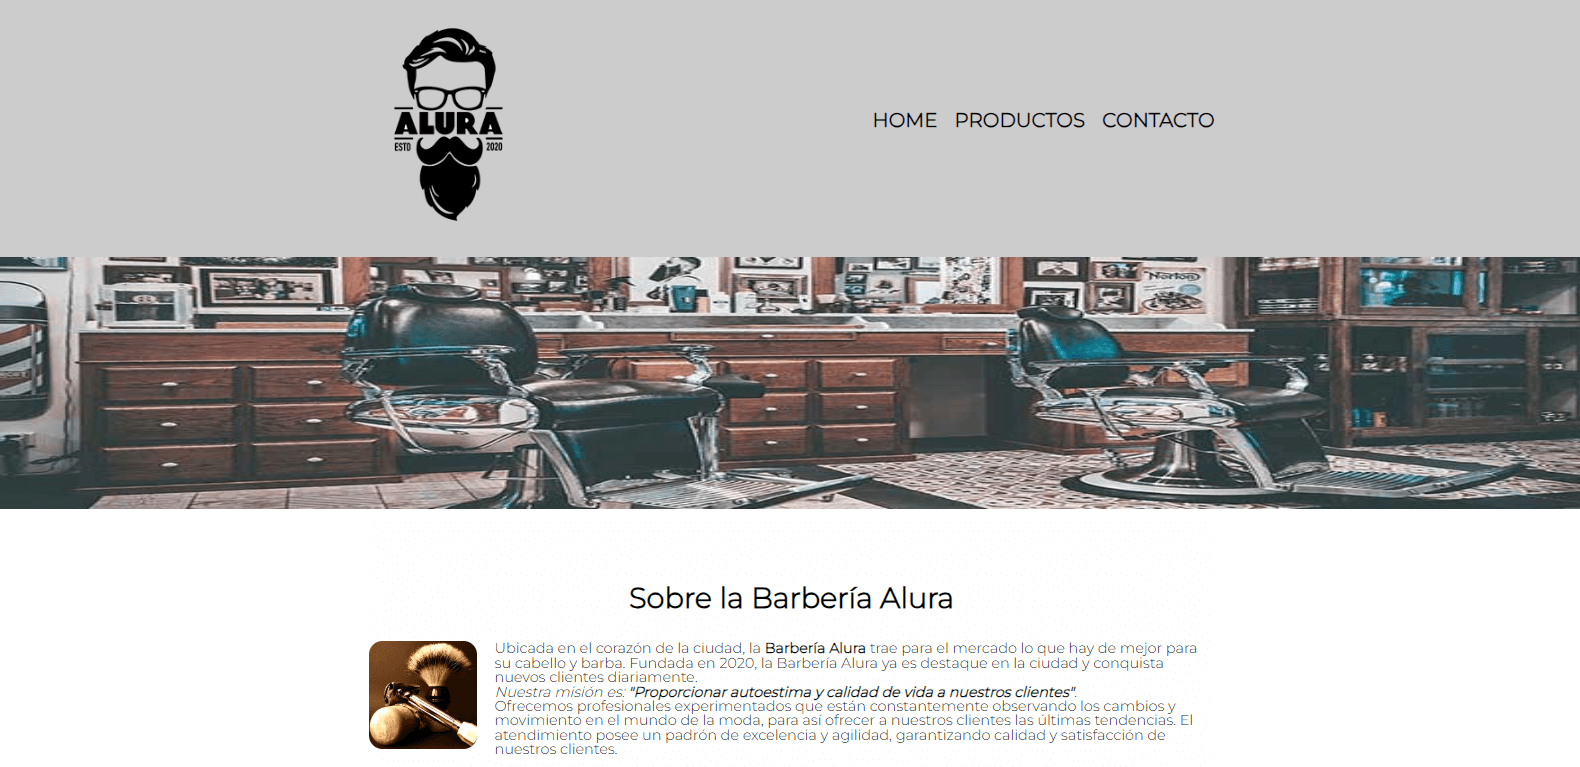 ALURA
ESTD 2020
HOME PRODUCTOS CONTACTO
Norton
Sobre la Barbería Alura
Ubicada en el corazón de la ciudad, la Barbería Alura trae para el mercado lo que hay de mejor para
su cabello y barba. Fundada en 2020, la Barbería Alura ya es destaque en la ciudad y conquista
nuevos clientes diariamente.
Nuestra misión es: "Proporcionar autoestima y calidad de vida a nuestros clientes".
Ofrecemos profesionales experimentados que están constantemente observando los cambios y
movimiento en el mundo de la moda, para así ofrecer a nuestros clientes las últimas tendencias. El
atendimiento posee un padrón de excelencia y agilidad, garantizando calidad y satisfacción de
nuestros clientes.